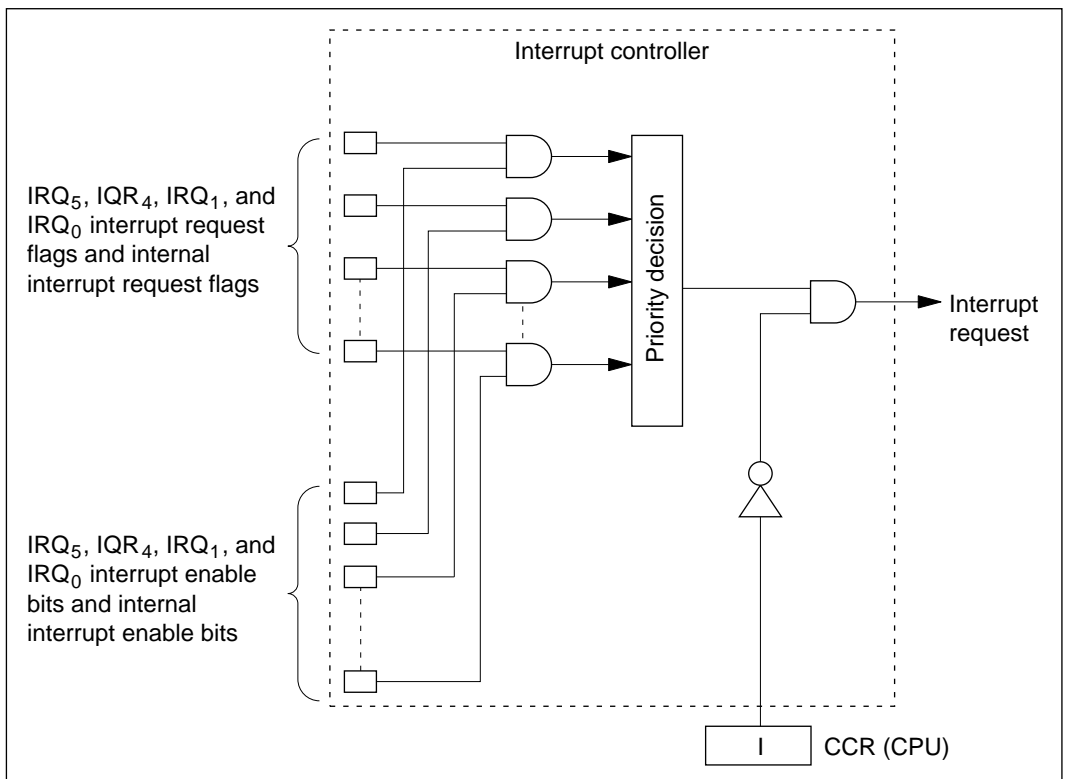 Interrupt controller
IRQ5, IQR4, IRQ1, and
IRQ0 interrupt request
flags and internal
interrupt request flags
Priority decision
Interrupt
request
IRQ5, IQR4, IRQ1, and
IRQ0 interrupt enable
bits and internal
interrupt enable bits
I
CCR (CPU)